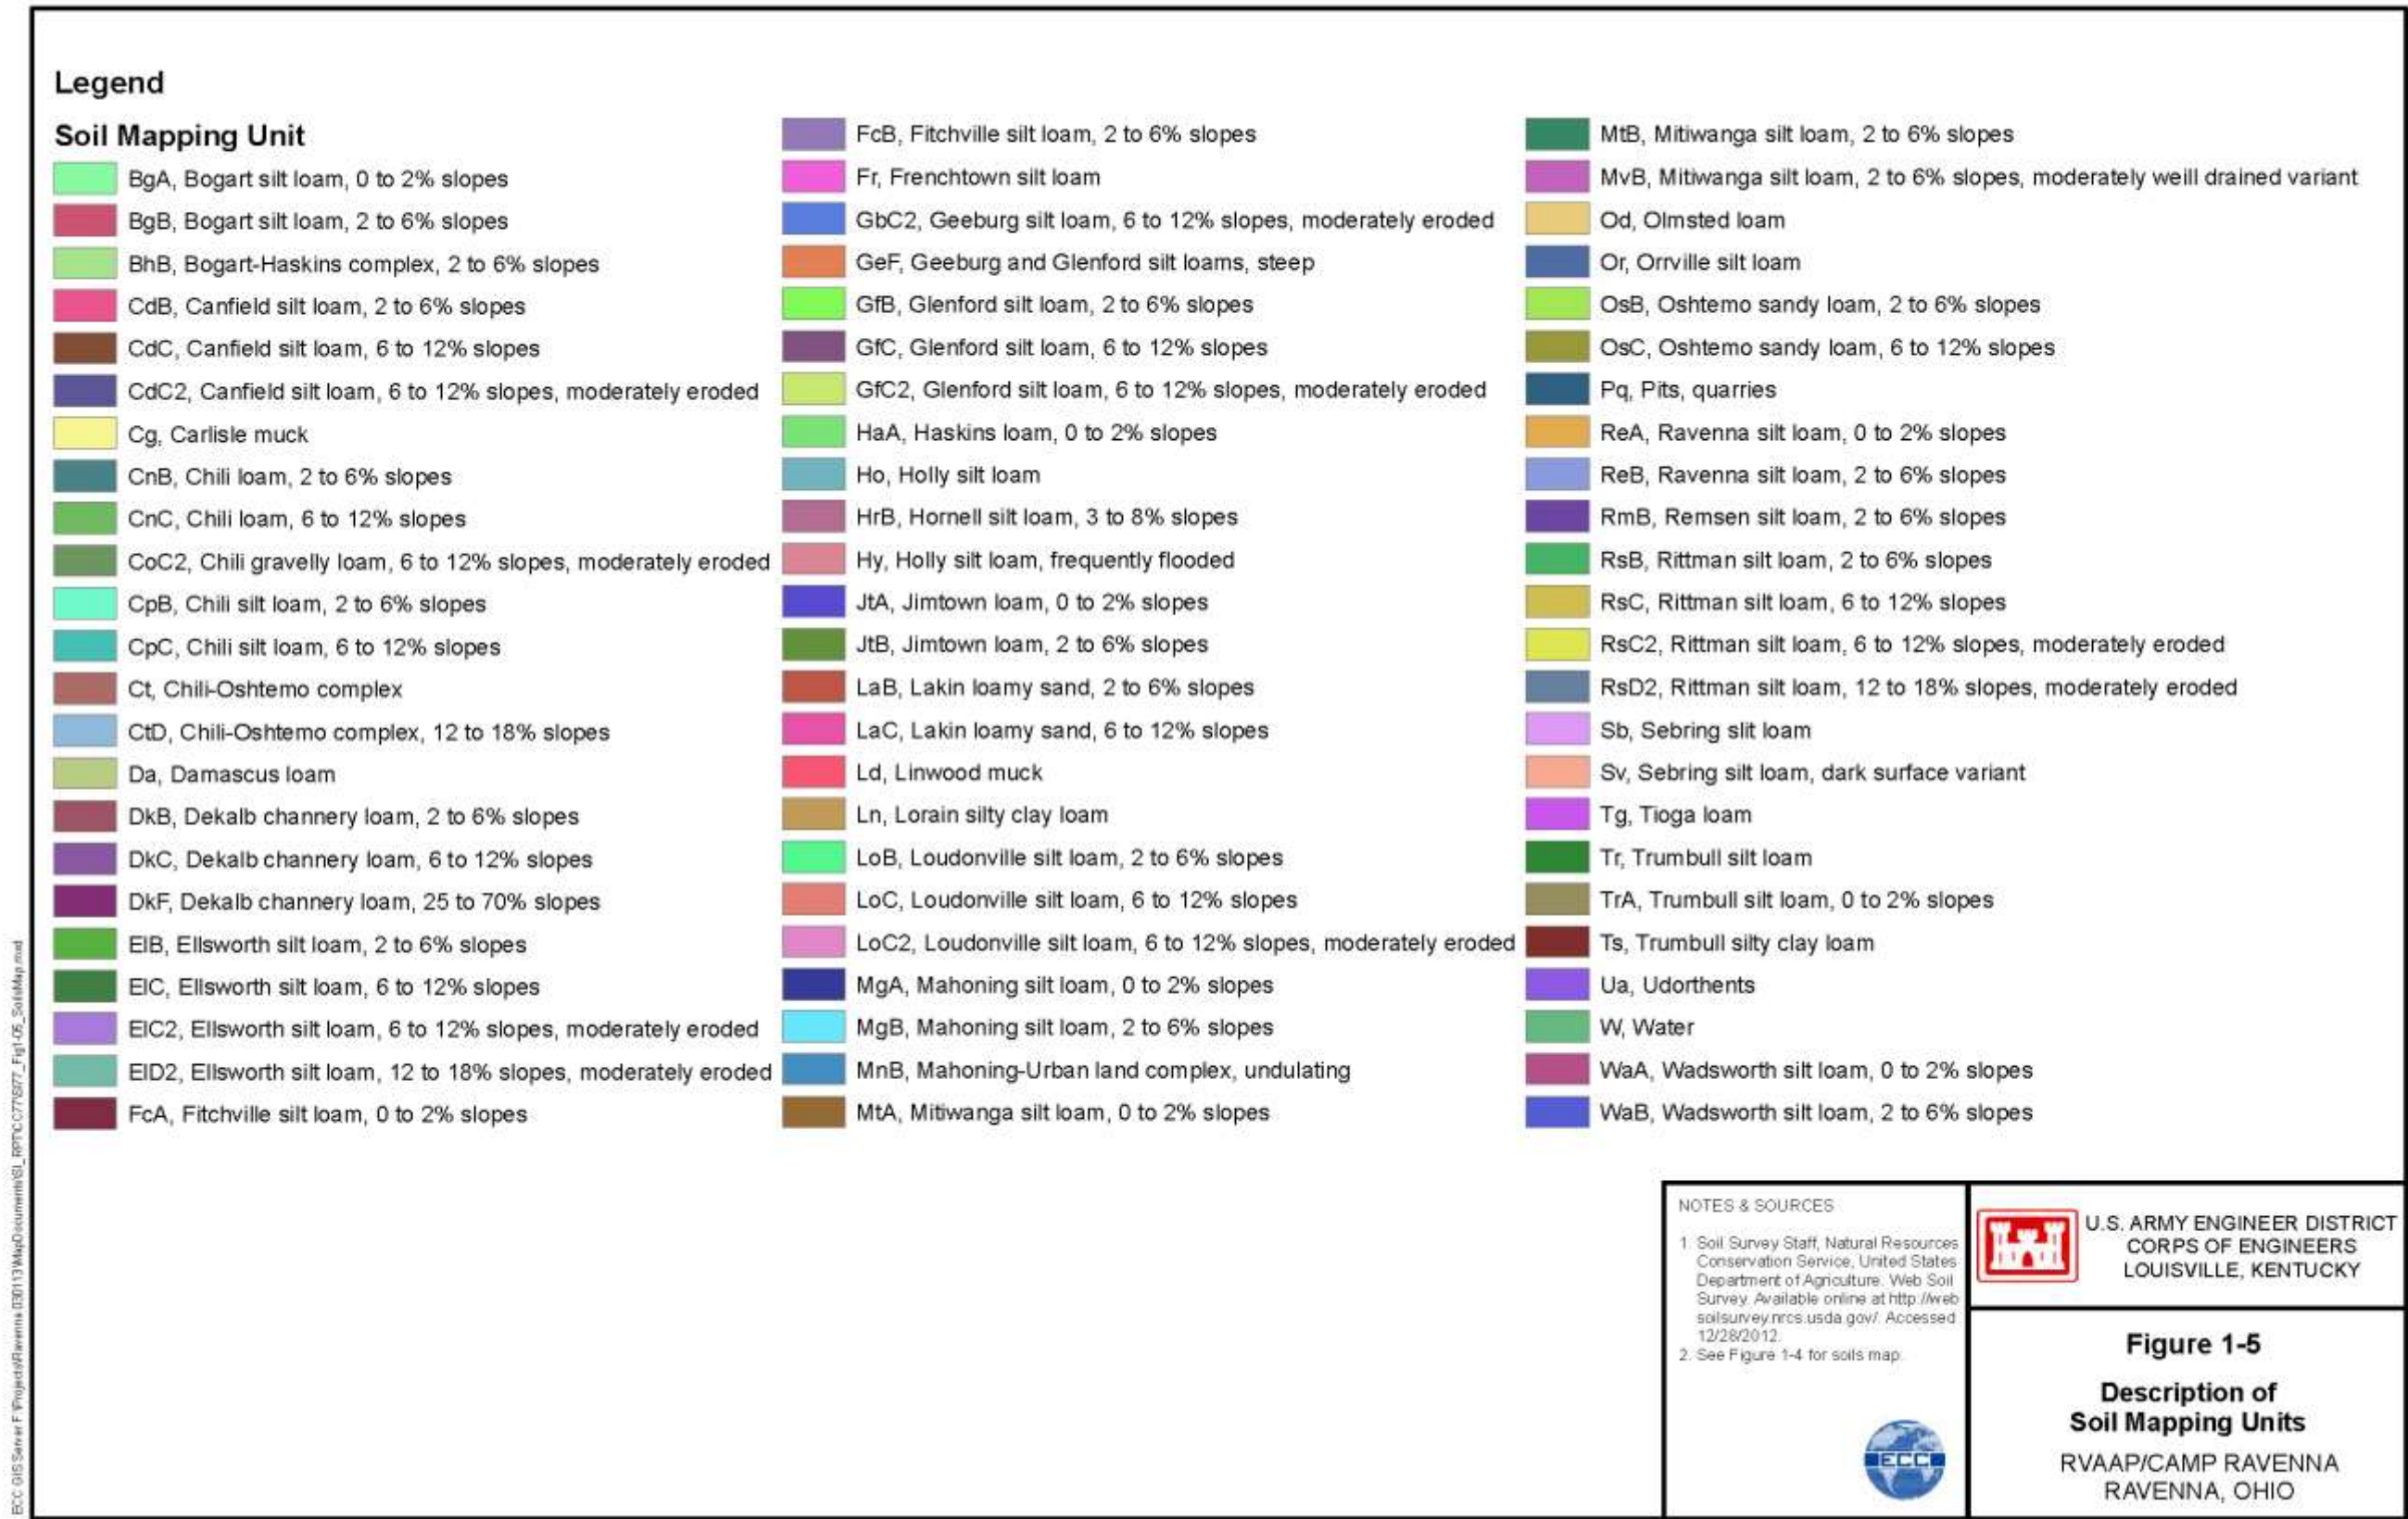 Legend
Soil Mapping Unit
BgA, Bogart silt loam, 0 to 2% slopes
BgB, Bogart silt loam, 2 to 6% slopes
BhB, Bogart-Haskins complex, 2 to 6% slopes
CdB, Canfield silt loam, 2 to 6% slopes
CdC, Canfield silt loam, 6 to 12% slopes
CdC2, Canfield silt loam, 6 to 12% slopes, moderately eroded
Cg, Carlisle muck
CnB, Chili loam, 2 to 6% slopes
CnC, Chili loam, 6 to 12% slopes
CoC2, Chili gravelly loam, 6 to 12% slopes, moderately eroded
CpB, Chili silt loam, 2 to 6% slopes
CpC, Chili silt loam, 6 to 12% slopes
Ct, Chili-Oshtemo complex
CtD, Chili-Oshtemo complex, 12 to 18% slopes
Da, Damascus loam
DkB, Dekalb channery loam, 2 to 6% slopes
DkC, Dekalb channery loam, 6 to 12% slopes
DkF, Dekalb channery loam, 25 to 70% slopes
ElB, Ellsworth silt loam, 2 to 6% slopes
ElC, Ellsworth silt loam, 6 to 12% slopes
ElC2, Ellsworth silt loam, 6 to 12% slopes, moderately eroded
ElD2, Ellsworth silt loam, 12 to 18% slopes, moderately eroded
FcA, Fitchville silt loam, 0 to 2% slopes
FcB, Fitchville silt loam, 2 to 6% slopes
Fr, Frenchtown silt loam
GbC2, Geeburg silt loam, 6 to 12% slopes, moderately eroded
GeF, Geeburg and Glenford silt loams, steep
GfB, Glenford silt loam, 2 to 6% slopes
GfC, Glenford silt loam, 6 to 12% slopes
GfC2, Glenford silt loam, 6 to 12% slopes, moderately eroded
HaA, Haskins loam, 0 to 2% slopes
Ho, Holly silt loam
HrB, Hornell silt loam, 3 to 8% slopes
Hy, Holly silt loam, frequently flooded
JtA, Jimtown loam, 0 to 2% slopes
JtB, Jimtown loam, 2 to 6% slopes
LaB, Lakin loamy sand, 2 to 6% slopes
LaC, Lakin loamy sand, 6 to 12% slopes
Ld, Linwood muck
Ln, Lorain silty clay loam
LoB, Loudonville silt loam, 2 to 6% slopes
LoC, Loudonville silt loam, 6 to 12% slopes
LoC2, Loudonville silt loam, 6 to 12% slopes, moderately eroded
MgA, Mahoning silt loam, 0 to 2% slopes
MgB, Mahoning silt loam, 2 to 6% slopes
MnB, Mahoning-Urban land complex, undulating
MtA, Mitiwanga silt loam, 0 to 2% slopes
MtB, Mitiwanga silt loam, 2 to 6% slopes
MvB, Mitiwanga silt loam, 2 to 6% slopes, moderately weill drained variant
Od, Olmsted loam
Or, Orrville silt loam
OsB, Oshtemo sandy loam, 2 to 6% slopes
OsC, Oshtemo sandy loam, 6 to 12% slopes
Pq, Pits, quarries
ReA, Ravenna silt loam, 0 to 2% slopes
ReB, Ravenna silt loam, 2 to 6% slopes
RmB, Remsen silt loam, 2 to 6% slopes
RsB, Rittman silt loam, 2 to 6% slopes
RsC, Rittman silt loam, 6 to 12% slopes
RsC2, Rittman silt loam, 6 to 12% slopes, moderately eroded
RsD2, Rittman silt loam, 12 to 18% slopes, moderately eroded
Sb, Sebring slit loam
Sv, Sebring silt loam, dark surface variant
Tg, Tioga loam
Tr, Trumbull silt loam
TrA, Trumbull silt loam, 0 to 2% slopes
Ts, Trumbull silty clay loam
Ua, Udorthents
W, Water
WaA, Wadsworth silt loam, 0 to 2% slopes
WaB, Wadsworth silt loam, 2 to 6% slopes
NOTES & SOURCES
1. Soil Survey Staff, Natural Resources
Conservation Service, United States
Department of Agriculture. Web Soil
Survey. Available online at http://web
soilsurvey.nrcs.usda.gov/. Accessed
12/28/2012.
2. See Figure 1-4 for soils map.
ECC
U.S. ARMY ENGINEER DISTRICT
CORPS OF ENGINEERS
LOUISVILLE, KENTUCKY
Figure 1-5
Description of
Soil Mapping Units
RVAAP/CAMP RAVENNA
RAVENNA, OHIO